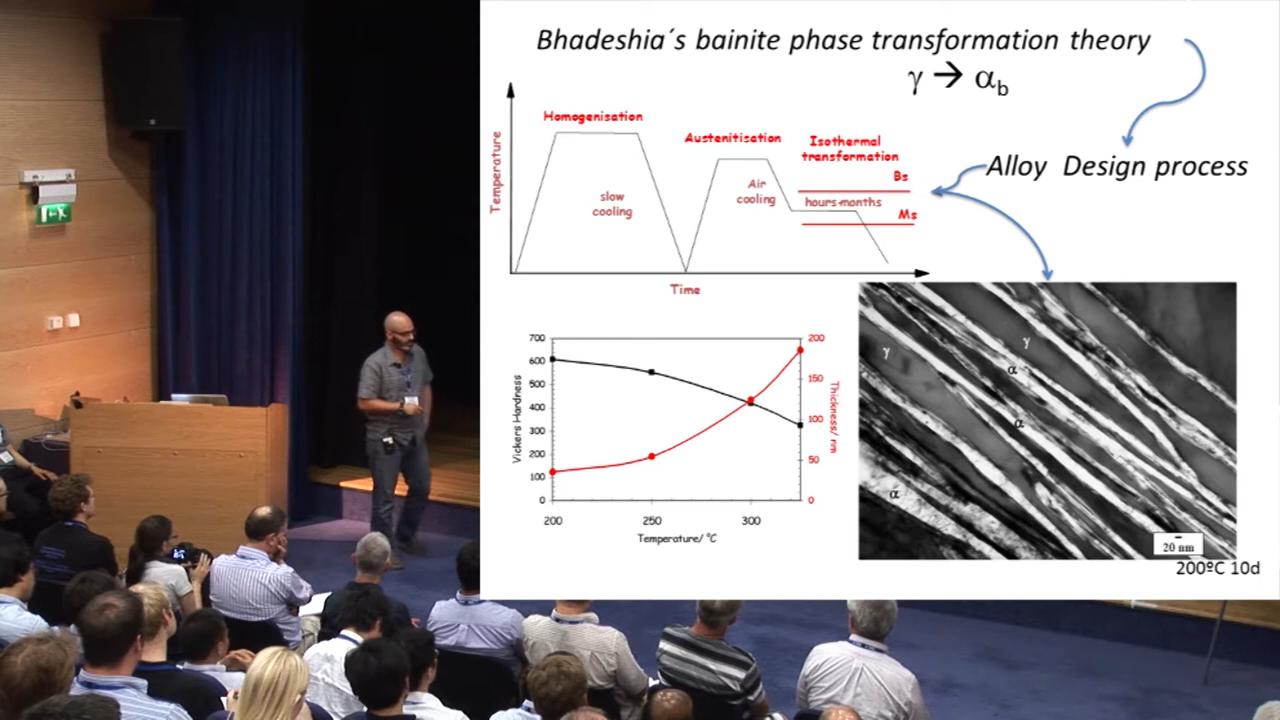 Bhadeshia´s bainite phase transformation theory
γ → αb
Alloy Design process
Temperature
Homogenisation
slow
cooling
Austenitisation
Air
cooling
Isothermal
transformation
Bs
hours-months
Ms
Time
Vickers Hardness
700
600
500
400
300
200
100
0
200
250
300
Temperature/ °C
200
150
100
50
0
Thickness/ nm
γ
γ
α
α
α
20 nm
200ºC 10d